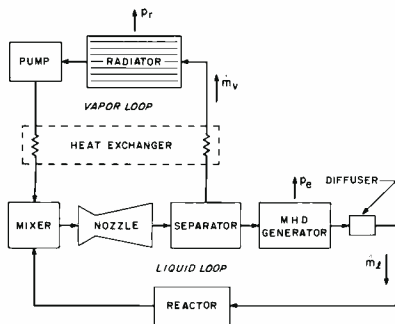 p_r
PUMP
RADIATOR
ṁ_v
VAPOR LOOP
HEAT EXCHANGER
p_e
DIFFUSER
MIXER
NOZZLE
SEPARATOR
MHD
GENERATOR
ṁ_ℓ
LIQUID LOOP
REACTOR